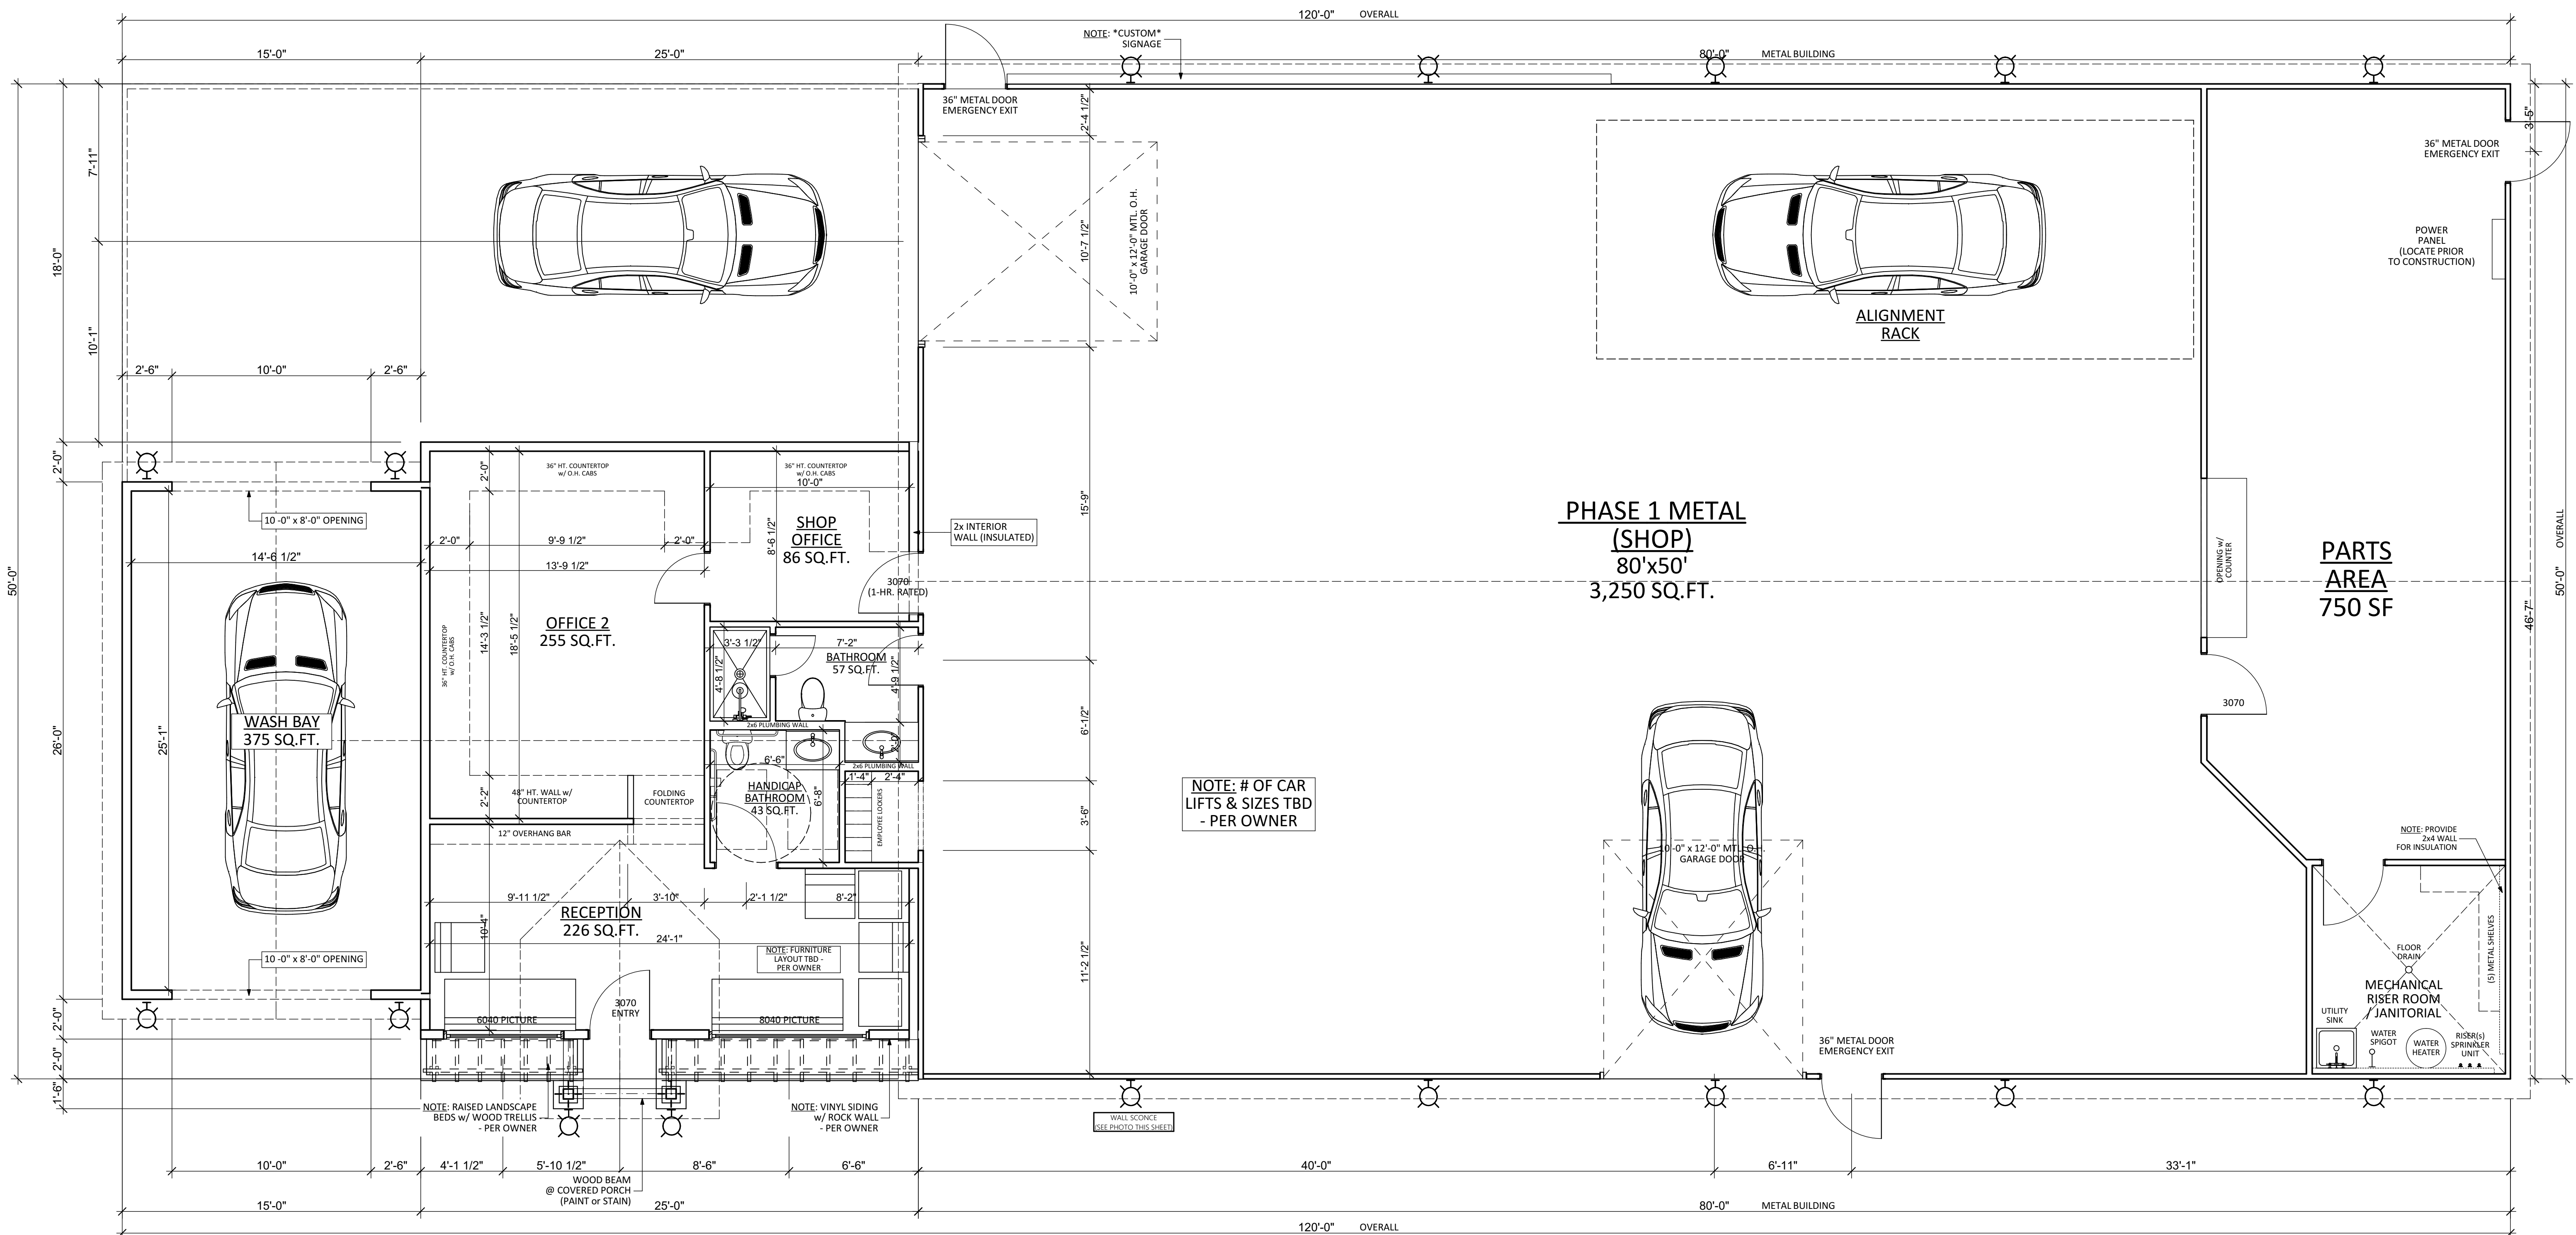 120'-0" OVERALL
NOTE: *CUSTOM*
SIGNAGE
15'-0"
25'-0"
80'-0" METAL BUILDING
36" METAL DOOR
EMERGENCY EXIT
2'-4 1/2"
3'-5"
7'-11"
36" METAL DOOR
EMERGENCY EXIT
10'-7 1/2"
10'-0" x 12'-0" MTL. O.H.
GARAGE DOOR
POWER
PANEL
(LOCATE PRIOR
TO CONSTRUCTION)
18'-0"
10'-1"
ALIGNMENT
RACK
2'-6"
10'-0"
2'-6"
2'-0"
36" HT. COUNTERTOP
w/ O.H. CABS
2'-0"
36" HT. COUNTERTOP
w/ O.H. CABS
10'-0"
10 -0" x 8'-0" OPENING
SHOP
OFFICE
86 SQ.FT.
8'-6 1/2"
2x INTERIOR
WALL (INSULATED)
15'-9"
PHASE 1 METAL
(SHOP)
80'x50'
3,250 SQ.FT.
OPENING w/
COUNTER
PARTS
AREA
750 SF
50'-0" OVERALL
46'-7"
50'-0"
2'-0"
9'-9 1/2"
2'-0"
14'-6 1/2"
13'-9 1/2"
3070
(1-HR. RATED)
OFFICE 2
255 SQ.FT.
14'-3 1/2"
18'-5 1/2"
36" HT. COUNTERTOP
w/ O.H. CABS
3'-3 1/2"
7'-2"
BATHROOM
57 SQ.FT.
4'-8 1/2"
4'-9 1/2"
6'-1/2"
3070
WASH BAY
375 SQ.FT.
26'-0"
25'-1"
2x6 PLUMBING WALL
2'-0"
6'-6"
2x6 PLUMBING WALL
1'-4"
2'-4"
HANDICAP
BATHROOM
43 SQ.FT.
6'-8"
EMPLOYEE LOCKERS
3'-6"
2'-2"
48" HT. WALL w/
COUNTERTOP
FOLDING
COUNTERTOP
12" OVERHANG BAR
NOTE: # OF CAR
LIFTS & SIZES TBD
- PER OWNER
10'-0" x 12'-0" MTL. O.H.
GARAGE DOOR
NOTE: PROVIDE
2x4 WALL
FOR INSULATION
9'-11 1/2"
3'-10"
2'-1 1/2"
8'-2"
RECEPTION
226 SQ.FT.
10'-4"
24'-1"
NOTE: FURNITURE
LAYOUT TBD -
PER OWNER
10 -0" x 8'-0" OPENING
11'-2 1/2"
FLOOR
DRAIN
(5) METAL SHELVES
MECHANICAL
RISER ROOM
/ JANITORIAL
3070
ENTRY
6040 PICTURE
8040 PICTURE
UTILITY
SINK
WATER
SPIGOT
WATER
HEATER
RISER(s)
SPRINKLER
UNIT
2'-0"
2'-0"
1'-6"
36" METAL DOOR
EMERGENCY EXIT
NOTE: RAISED LANDSCAPE
BEDS w/ WOOD TRELLIS
- PER OWNER
NOTE: VINYL SIDING
w/ ROCK WALL
- PER OWNER
WALL SCONCE
(SEE PHOTO THIS SHEET)
10'-0"
2'-6"
4'-1 1/2"
5'-10 1/2"
8'-6"
6'-6"
40'-0"
6'-11"
33'-1"
WOOD BEAM
@ COVERED PORCH
(PAINT or STAIN)
15'-0"
25'-0"
80'-0" METAL BUILDING
120'-0" OVERALL